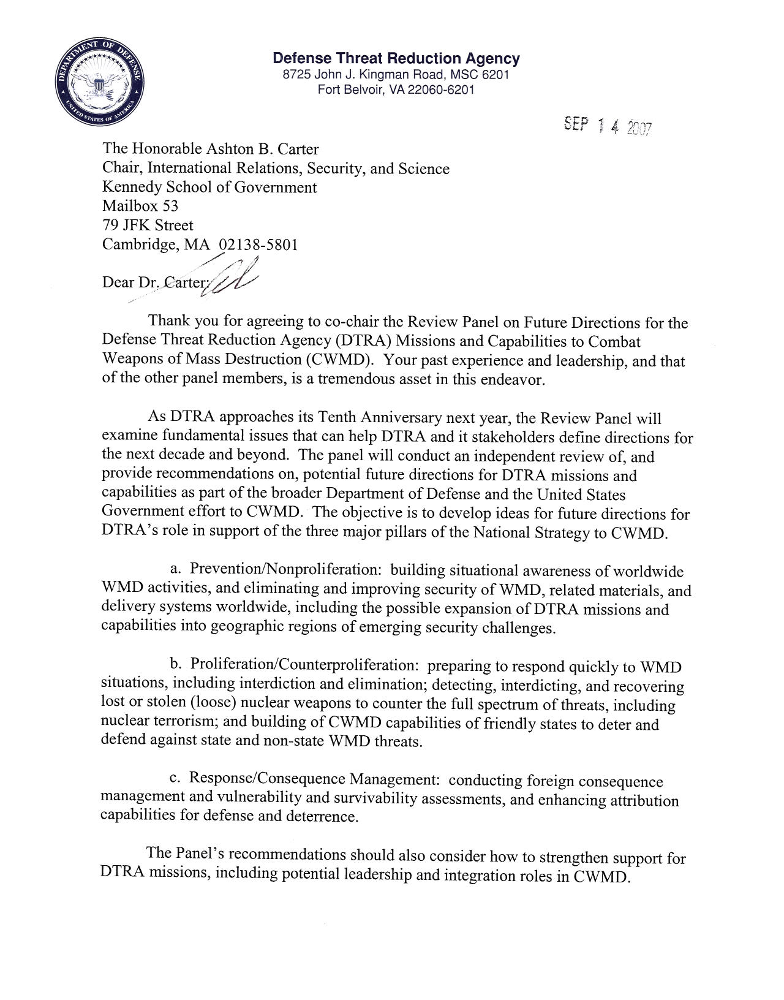 DEPARTMENT OF DEFENSE
UNITED STATES OF AMERICA
Defense Threat Reduction Agency
8725 John J. Kingman Road, MSC 6201
Fort Belvoir, VA 22060-6201
SEP 14 2007
The Honorable Ashton B. Carter
Chair, International Relations, Security, and Science
Kennedy School of Government
Mailbox 53
79 JFK Street
Cambridge, MA 02138-5801
Dear Dr. Carter:
Thank you for agreeing to co-chair the Review Panel on Future Directions for the
Defense Threat Reduction Agency (DTRA) Missions and Capabilities to Combat
Weapons of Mass Destruction (CWMD). Your past experience and leadership, and that
of the other panel members, is a tremendous asset in this endeavor.
As DTRA approaches its Tenth Anniversary next year, the Review Panel will
examine fundamental issues that can help DTRA and it stakeholders define directions for
the next decade and beyond. The panel will conduct an independent review of, and
provide recommendations on, potential future directions for DTRA missions and
capabilities as part of the broader Department of Defense and the United States
Government effort to CWMD. The objective is to develop ideas for future directions for
DTRA's role in support of the three major pillars of the National Strategy to CWMD.
a. Prevention/Nonproliferation: building situational awareness of worldwide
WMD activities, and eliminating and improving security of WMD, related materials, and
delivery systems worldwide, including the possible expansion of DTRA missions and
capabilities into geographic regions of emerging security challenges.
b. Proliferation/Counterproliferation: preparing to respond quickly to WMD
situations, including interdiction and elimination; detecting, interdicting, and recovering
lost or stolen (loose) nuclear weapons to counter the full spectrum of threats, including
nuclear terrorism; and building of CWMD capabilities of friendly states to deter and
defend against state and non-state WMD threats.
c. Response/Consequence Management: conducting foreign consequence
management and vulnerability and survivability assessments, and enhancing attribution
capabilities for defense and deterrence.
The Panel's recommendations should also consider how to strengthen support for
DTRA missions, including potential leadership and integration roles in CWMD.